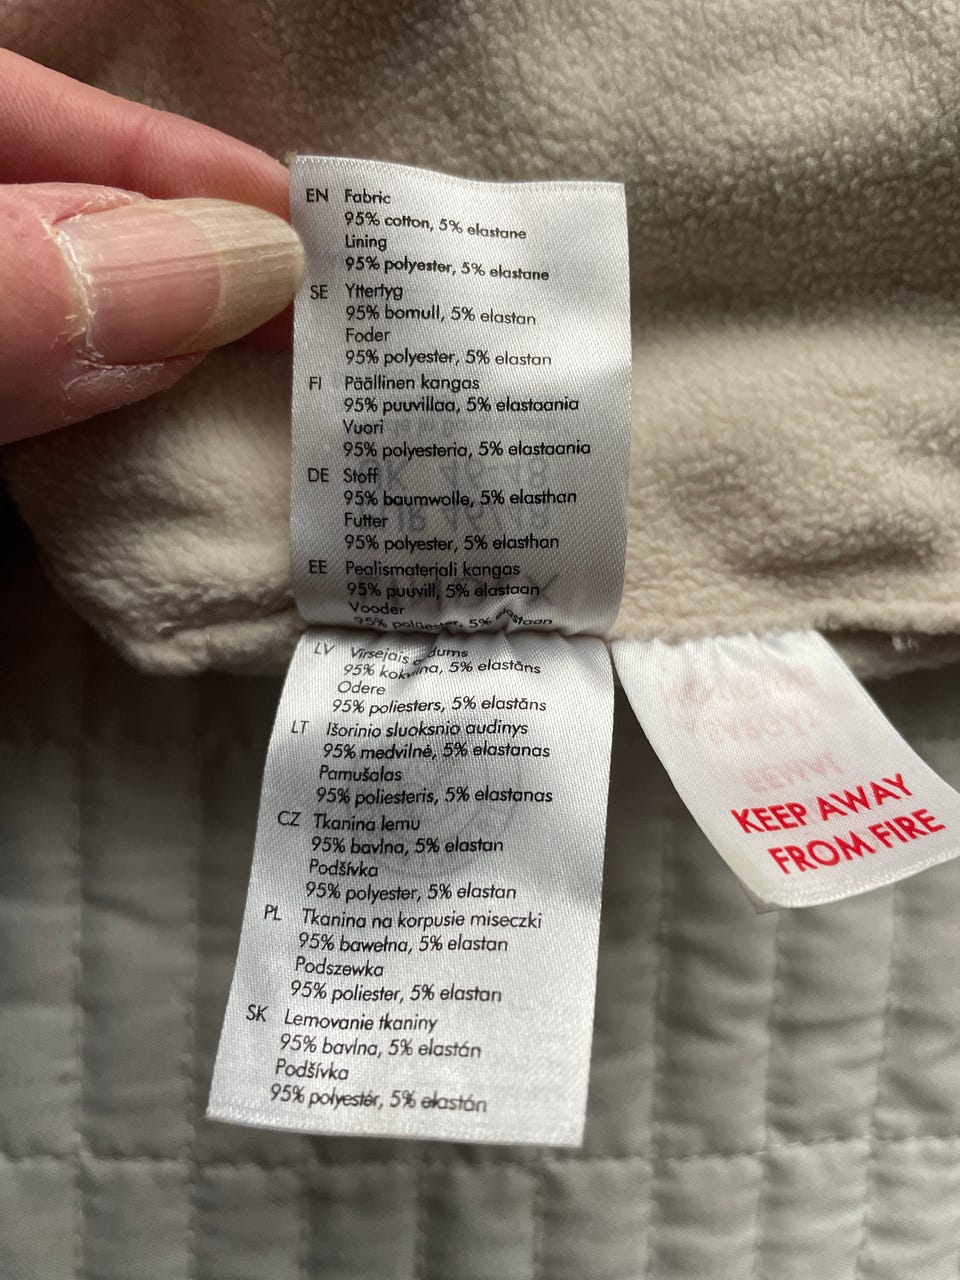 EN Fabric
95% cotton, 5% elastane
Lining
95% polyester, 5% elastane
SE Yttertyg
95% bomull, 5% elastan
Foder
95% polyester, 5% elastan
FI Päällinen kangas
95% puuvillaa, 5% elastaania
Vuori
95% polyesteria, 5% elastaania
DE Stoff
95% baumwolle, 5% elasthan
Futter
95% polyester, 5% elasthan
EE Pealismaterjali kangas
95% puuvill, 5% elastaan
Vooder
95% polüester, 5% elastaan
LV Virsējais
95% kokvilna, 5% elastāns
Odere
95% poliesters, 5% elastāns
LT Išorinio sluoksnio audinys
95% medvilnė, 5% elastanas
Pamušalas
95% poliesteris, 5% elastanas
CZ Tkanina lemu
95% bavlna, 5% elastan
Podšívka
95% polyester, 5% elastan
PL Tkanina na korpusie miseczki
95% bawełna, 5% elastan
Podszewka
95% poliester, 5% elastan
SK Lemovanie tkaniny
95% bavlna, 5% elastán
Podšívka
95% polyestér, 5% elastán
KEEP AWAY
FROM FIRE